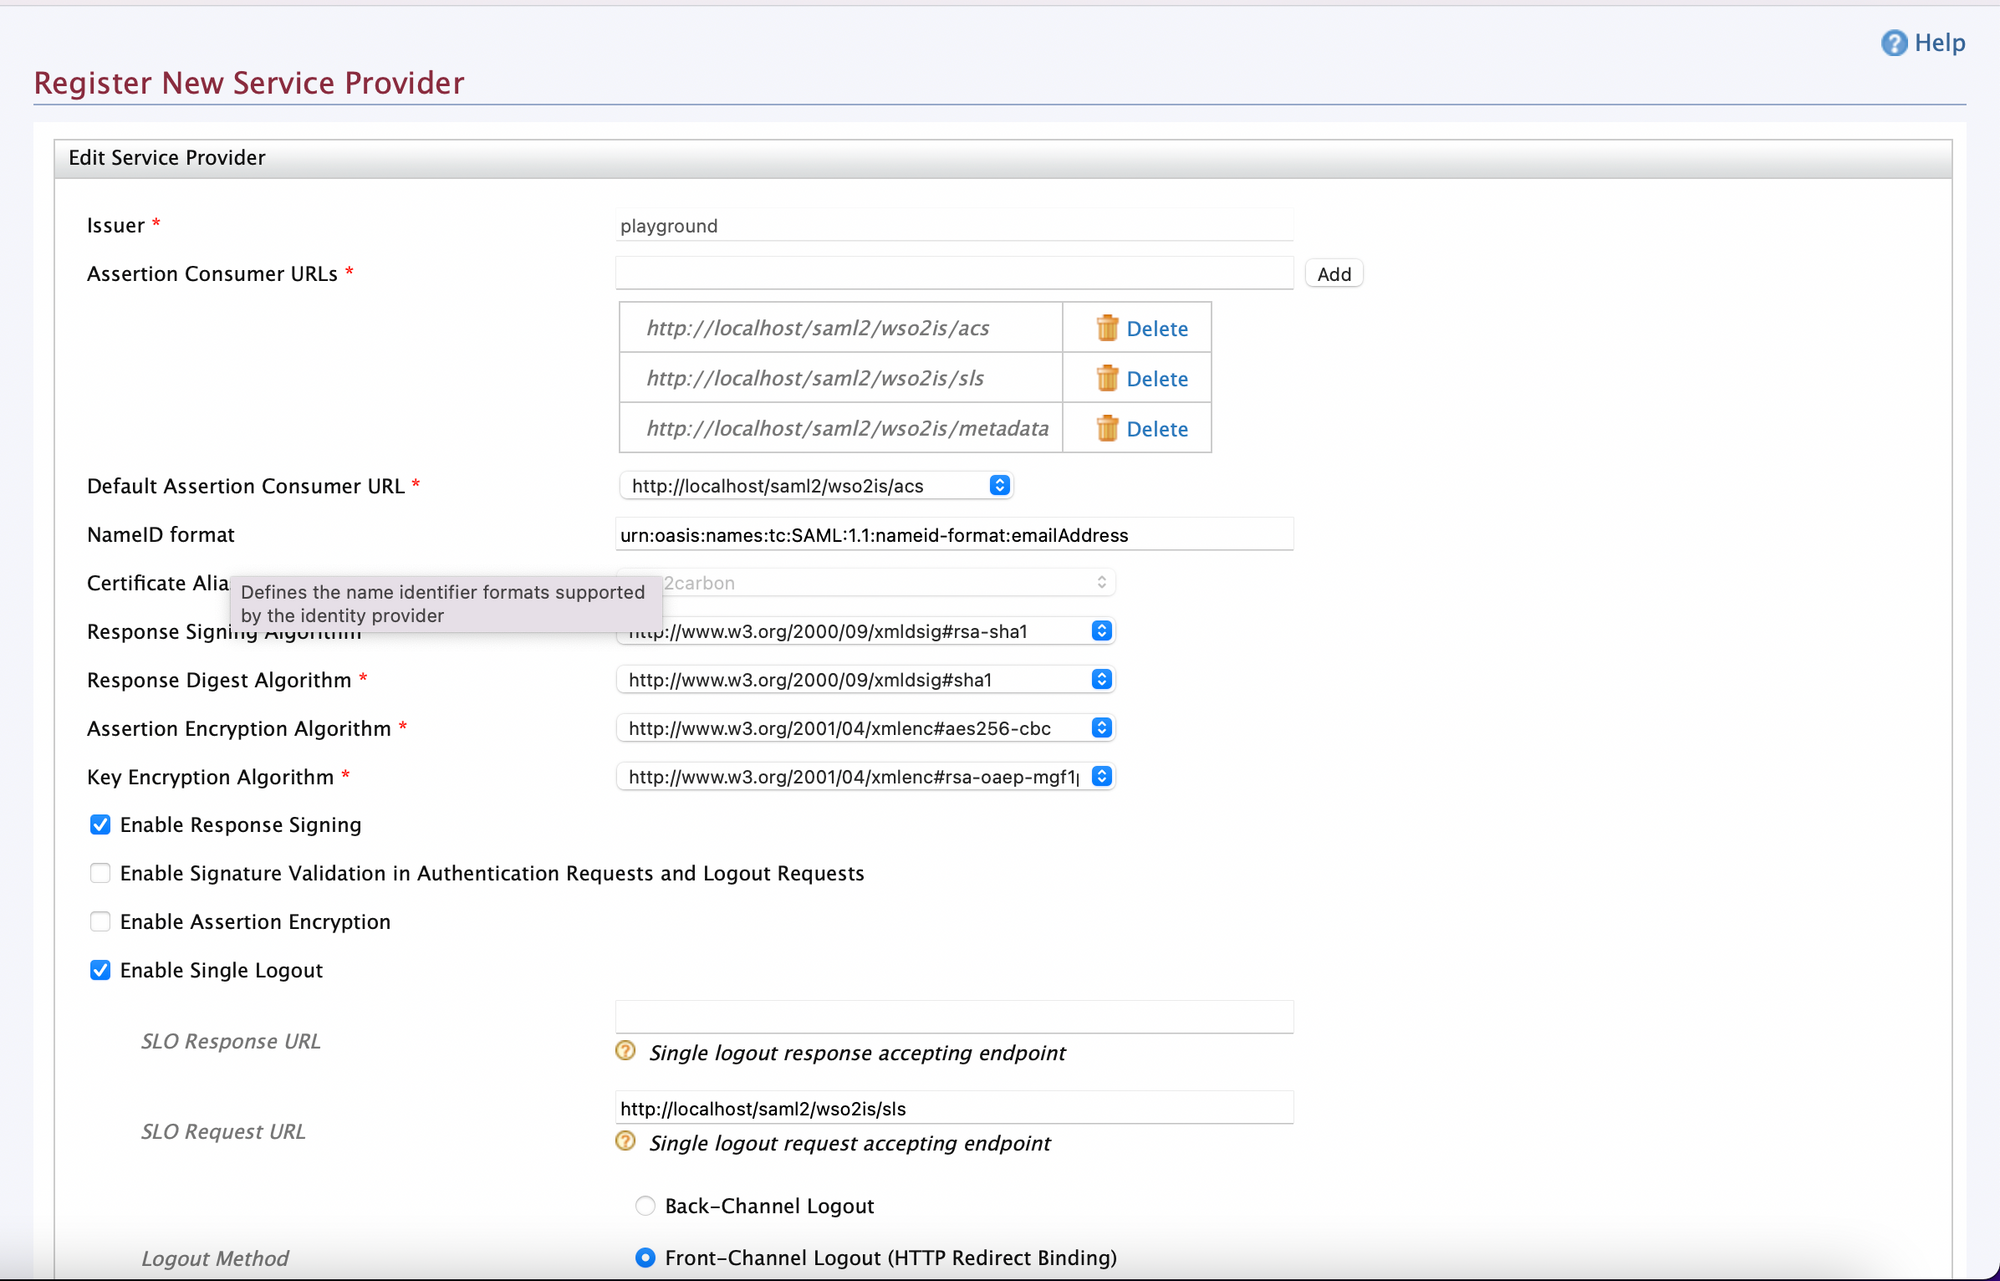 Help
Register New Service Provider
Edit Service Provider
Issuer * playground
Assertion Consumer URLs * Add
http://localhost/saml2/wso2is/acs Delete
http://localhost/saml2/wso2is/sls Delete
http://localhost/saml2/wso2is/metadata Delete
Default Assertion Consumer URL * http://localhost/saml2/wso2is/acs
NameID format urn:oasis:names:tc:SAML:1.1:nameid-format:emailAddress
Certificate Alia 2carbon
Defines the name identifier formats supported
by the identity provider
Response Signing Algorithm http://www.w3.org/2000/09/xmldsig#rsa-sha1
Response Digest Algorithm * http://www.w3.org/2000/09/xmldsig#sha1
Assertion Encryption Algorithm * http://www.w3.org/2001/04/xmlenc#aes256-cbc
Key Encryption Algorithm * http://www.w3.org/2001/04/xmlenc#rsa-oaep-mgf1
Enable Response Signing
Enable Signature Validation in Authentication Requests and Logout Requests
Enable Assertion Encryption
Enable Single Logout
SLO Response URL
Single logout response accepting endpoint
http://localhost/saml2/wso2is/sls
SLO Request URL
Single logout request accepting endpoint
Back-Channel Logout
Logout Method Front-Channel Logout (HTTP Redirect Binding)